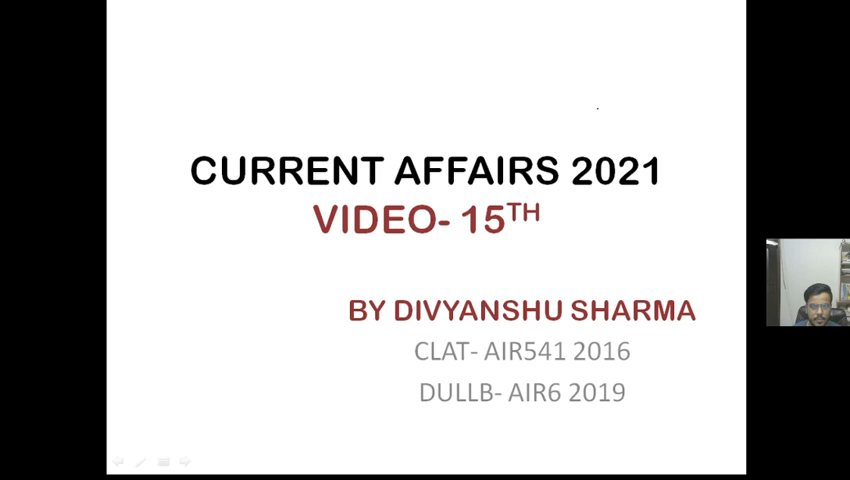 CURRENT AFFAIRS 2021
VIDEO- 15TH
BY DIVYANSHU SHARMA
CLAT- AIR541 2016
DULLB- AIR6 2019